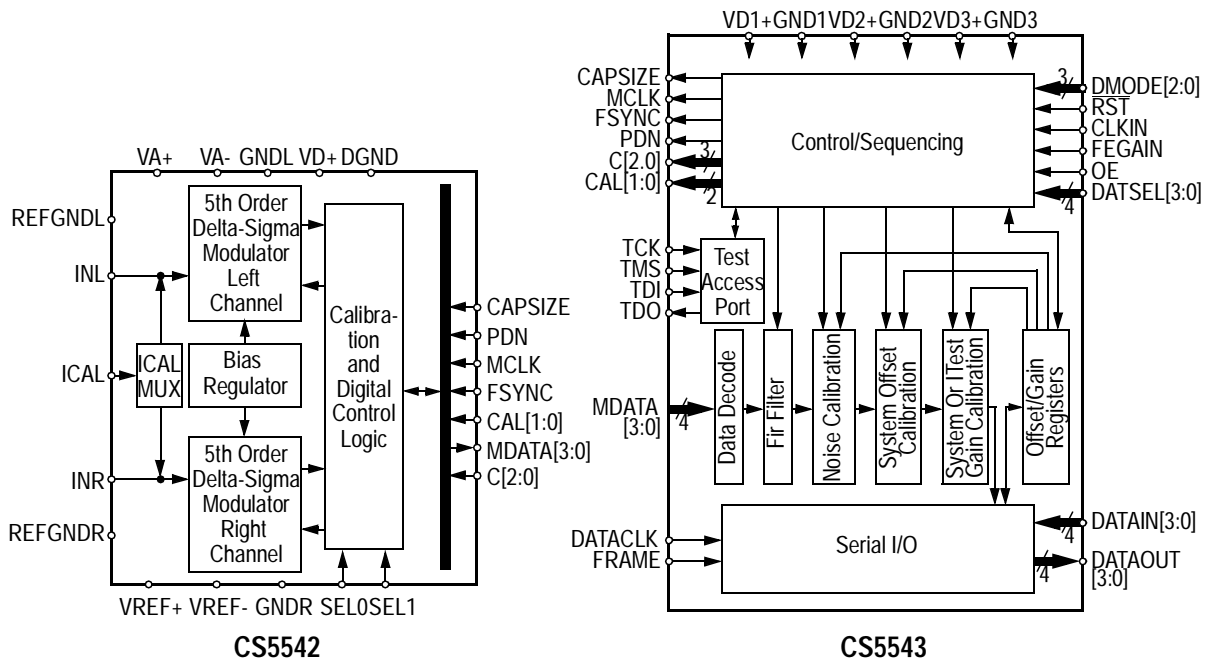 VA+ VA- GNDL VD+ DGND
REFGNDL
INL
ICAL
INR
REFGNDR
5th Order
Delta-Sigma
Modulator
Left
Channel
ICAL
MUX
Bias
Regulator
5th Order
Delta-Sigma
Modulator
Right
Channel
Calibra-
tion
and
Digital
Control
Logic
CAPSIZE
PDN
MCLK
FSYNC
CAL[1:0]
MDATA[3:0]
C[2:0]
VREF+ VREF- GNDR SEL0SEL1
CS5542
VD1+GND1 VD2+GND2VD3+GND3
CAPSIZE
MCLK
FSYNC
PDN
C[2.0]
3
CAL[1:0]
2
Control/Sequencing
3
DMODE[2:0]
RST
CLKIN
FEGAIN
OE
DATSEL[3:0]
4
TCK
TMS
TDI
TDO
Test
Access
Port
MDATA
[3:0]
4
Data Decode
Fir Filter
Noise Calibration
System Offset
Calibration
System Or ITest
Gain Calibration
Offset/Gain
Registers
DATACLK
FRAME
Serial I/O
DATAIN[3:0]
4
DATAOUT
[3:0]
4
CS5543